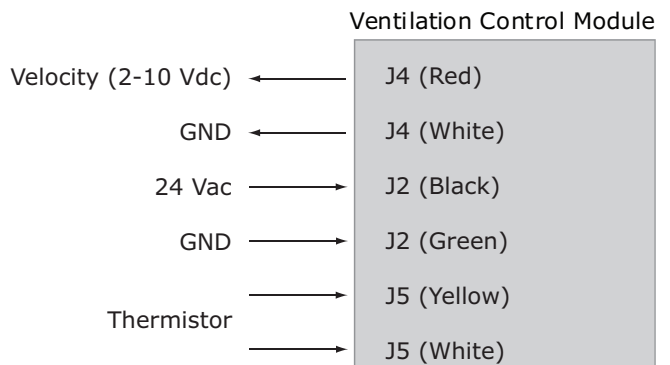 Ventilation Control Module
Velocity (2-10 Vdc) J4 (Red)
GND J4 (White)
24 Vac J2 (Black)
GND J2 (Green)
J5 (Yellow)
Thermistor
J5 (White)